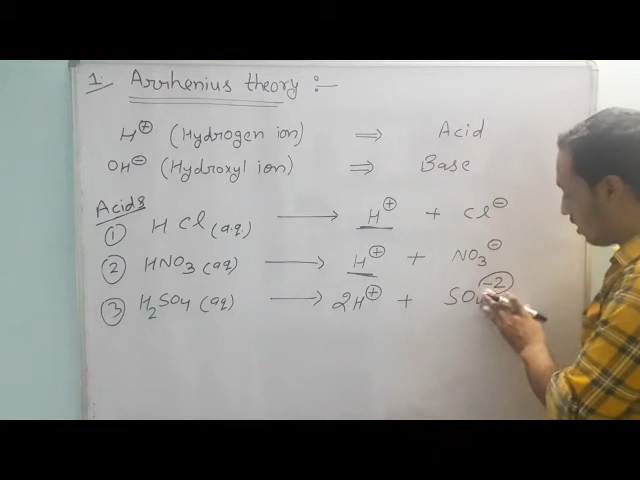 1. Arrhenius theory :-
H⊕ (Hydrogen ion) ⇒ Acid
OH⊖ (Hydroxyl ion) ⇒ Base
Acids
① HCl (aq) → H⊕ + Cl⊖
② HNO₃ (aq) → H⊕ + NO₃⊖
③ H₂SO₄ (aq) → 2H⊕ + SO₄ -2